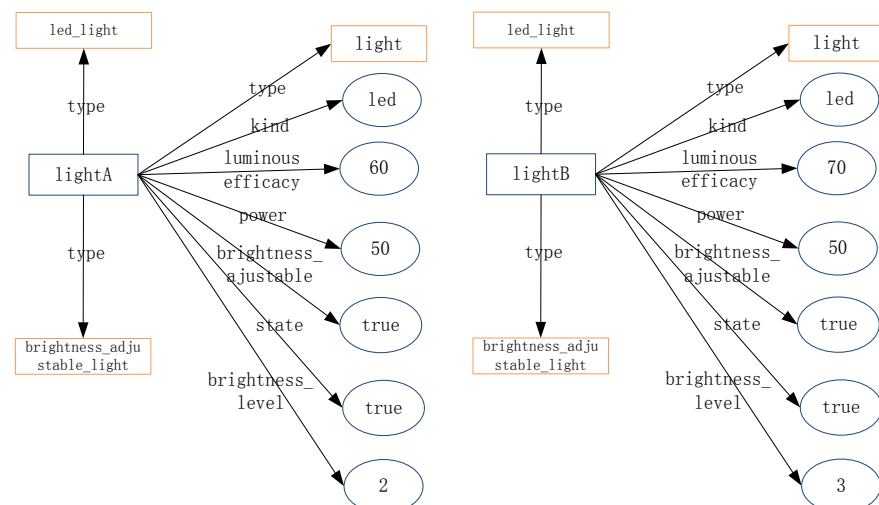 led_light
light
type
type
led
kind
luminous
efficacy
60
lightA
power
50
type
brightness_
ajustable
true
state
brightness_adju
stable_light
brightness_
level
true
2
led_light
light
type
type
led
kind
luminous
efficacy
70
lightB
power
50
type
brightness_
ajustable
true
state
brightness_adju
stable_light
brightness_
level
true
3